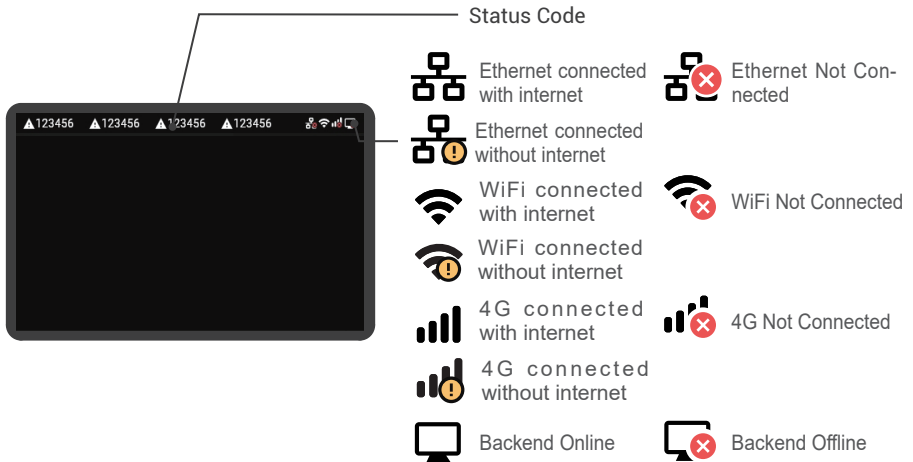 Status Code
Ethernet connected
with internet
Ethernet Not Con-
nected
123456 123456 123456 123456
Ethernet connected
without internet
WiFi connected
with internet
WiFi Not Connected
WiFi connected
without internet
4G connected
with internet
4G Not Connected
4G connected
without internet
Backend Online
Backend Offline